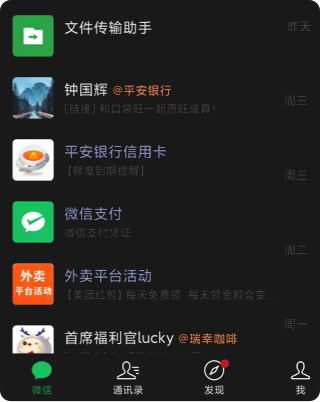 文件传输助手 昨天
钟国辉 @平安银行
[链接] 和口袋旺一起愿旺成真! 周三
平安银行信用卡
【额度到期提醒】 周三
微信支付
微信支付凭证 周二
外卖
平台活动
外卖平台活动
【美团红包】每天免费领 每天领金额会变... 周一
首席福利官lucky @瑞幸咖啡
微信 通讯录 发现 我